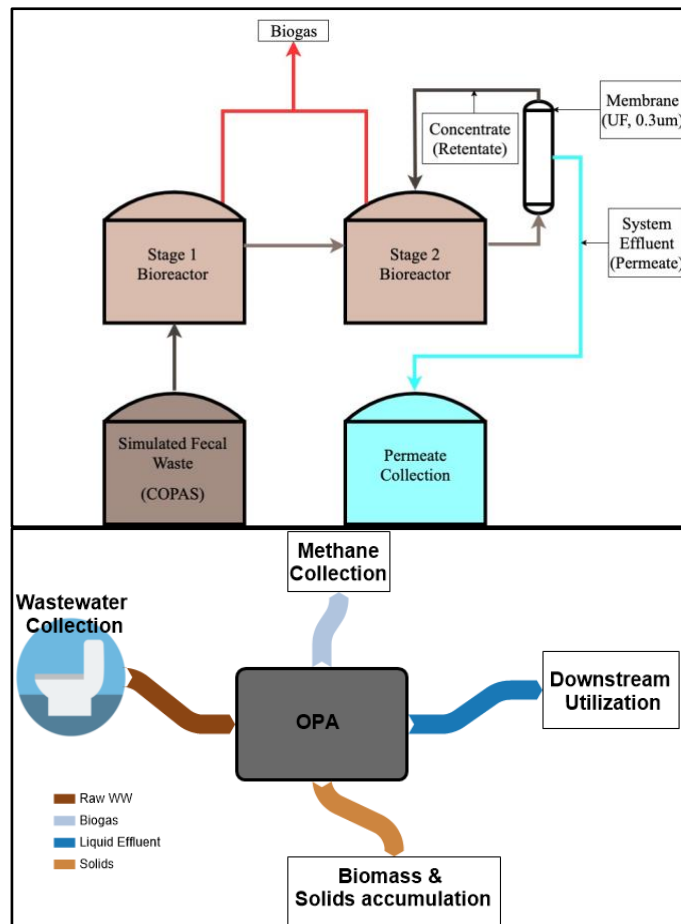 Biogas
Membrane
(UF, 0.3um)
Concentrate
(Retentate)
Stage 1
Bioreactor
Stage 2
Bioreactor
System
Effluent
(Permeate)
Simulated Fecal
Waste
(COPAS)
Permeate
Collection
Methane
Collection
Wastewater
Collection
OPA
Downstream
Utilization
Raw WW
Biogas
Liquid Effluent
Solids
Biomass &
Solids accumulation